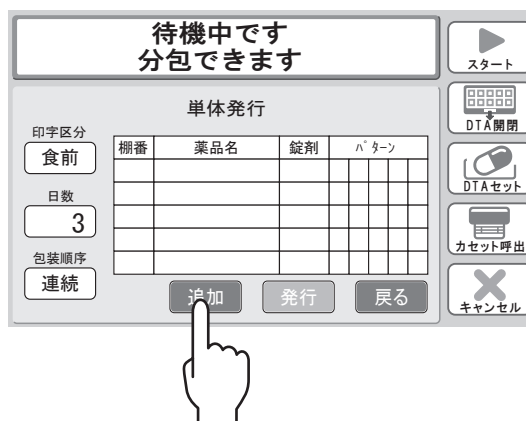 待機中です
分包できます
単体発行
印字区分
食前
日数
3
包装順序
連続
棚番 薬品名 錠剤 パターン
追加
発行
戻る
スタート
DTA開閉
DTAセット
カセット呼出
キャンセル